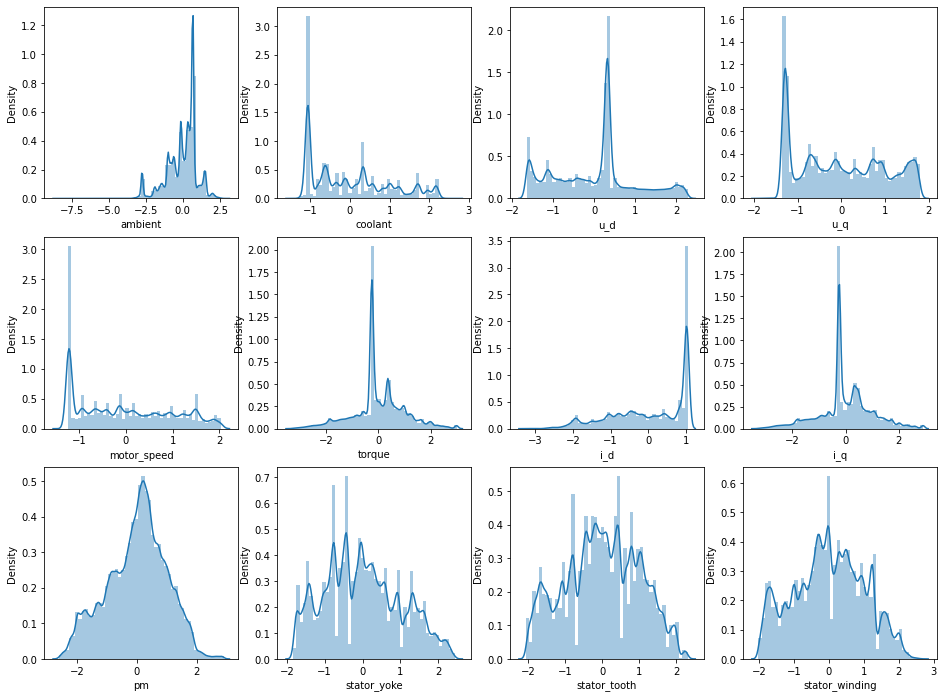 Density
1.2
1.0
0.8
0.6
0.4
0.2
0.0
−7.5 −5.0 −2.5 0.0
ambient
Density
3.0
2.5
2.0
1.5
1.0
0.5
0.0
−1 0 1 2 3
coolant
Density
2.0
1.5
1.0
0.5
0.0
−2 −1 0 1 2
u_d
Density
1.6
1.4
1.2
1.0
0.8
0.6
0.4
0.2
0.0
−2 −1 0 1 2
u_q
Density
3.0
2.5
2.0
1.5
1.0
0.5
0.0
−1 0 1 2
motor_speed
Density
2.00
1.75
1.50
1.25
1.00
0.75
0.50
0.25
0.00
−2 0 2
torque
Density
3.5
3.0
2.5
2.0
1.5
1.0
0.5
0.0
−3 −2 −1 0 1
i_d
Density
2.00
1.75
1.50
1.25
1.00
0.75
0.50
0.25
0.00
−2 0 2
i_q
Density
0.5
0.4
0.3
0.2
0.1
0.0
−2 0 2
pm
Density
0.7
0.6
0.5
0.4
0.3
0.2
0.1
0.0
−2 −1 0 1 2
stator_yoke
Density
0.5
0.4
0.3
0.2
0.1
0.0
−2 −1 0 1 2
stator_tooth
Density
0.6
0.5
0.4
0.3
0.2
0.1
0.0
−2 −1 0 1 2 3
stator_winding